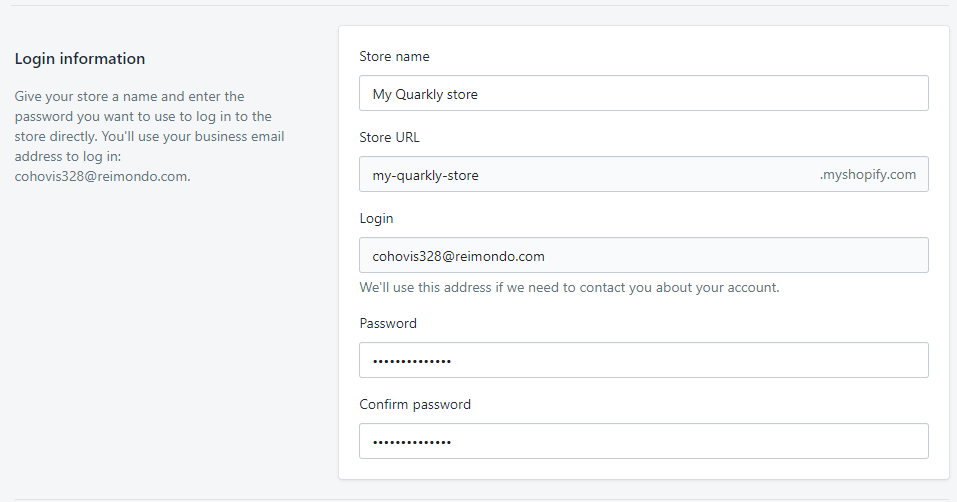 Login information
Give your store a name and enter the
password you want to use to log in to the
store directly. You'll use your business email
address to log in:
cohovis328@reimondo.com.
Store name
My Quarkly store
Store URL
my-quarkly-store .myshopify.com
Login
cohovis328@reimondo.com
We'll use this address if we need to contact you about your account.
Password
••••••••••••••
Confirm password
••••••••••••••